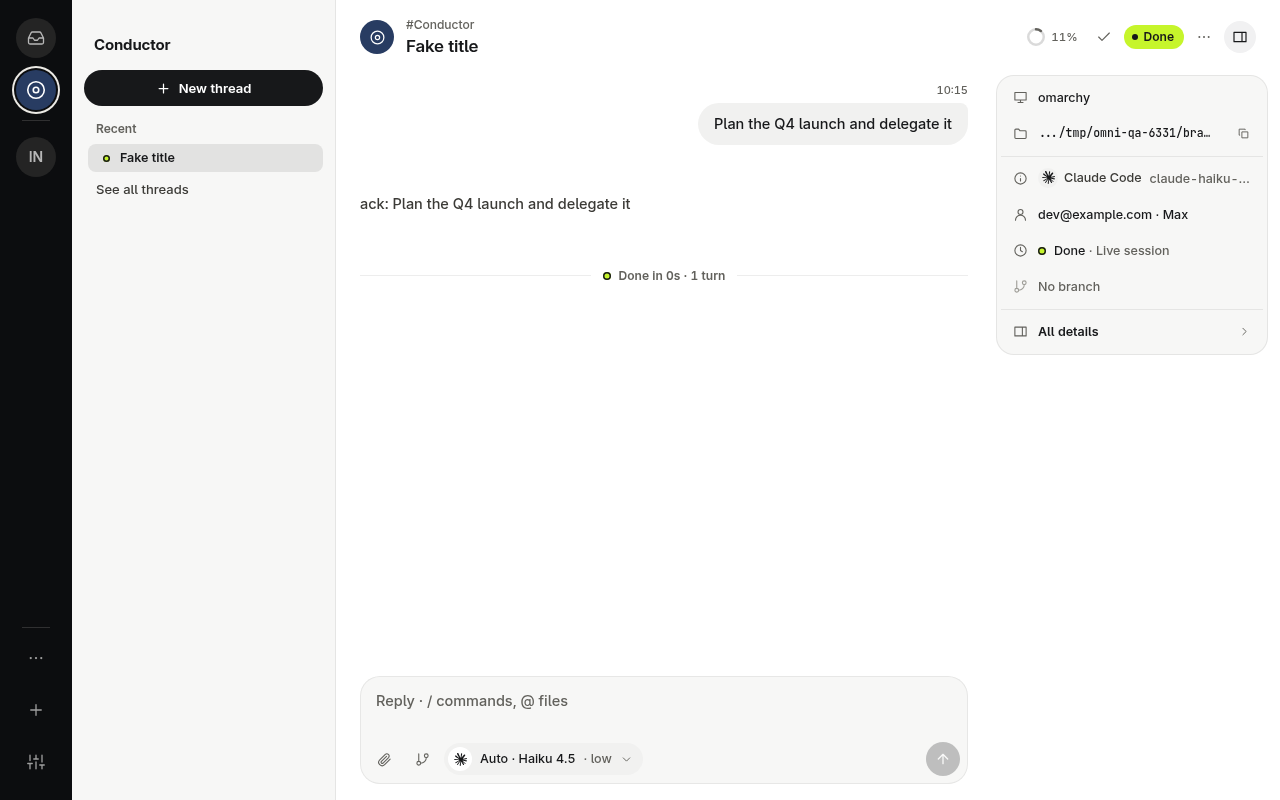 Conductor
New thread
Recent
Fake title
See all threads
IN
#Conductor
Fake title
11%
Done
10:15
Plan the Q4 launch and delegate it
ack: Plan the Q4 launch and delegate it
Done in 0s · 1 turn
omarchy
.../tmp/omni-qa-6331/bra…
Claude Code claude-haiku-...
dev@example.com · Max
Done · Live session
No branch
All details
Reply · / commands, @ files
Auto · Haiku 4.5 · low